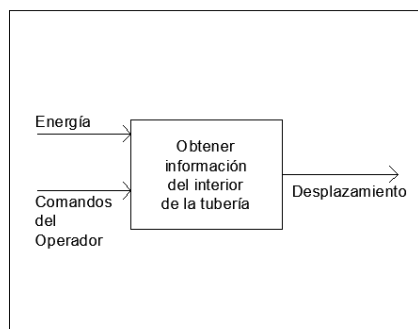 Energía
Comandos
del
Operador
Obtener
información
del interior
de la tubería
Desplazamiento